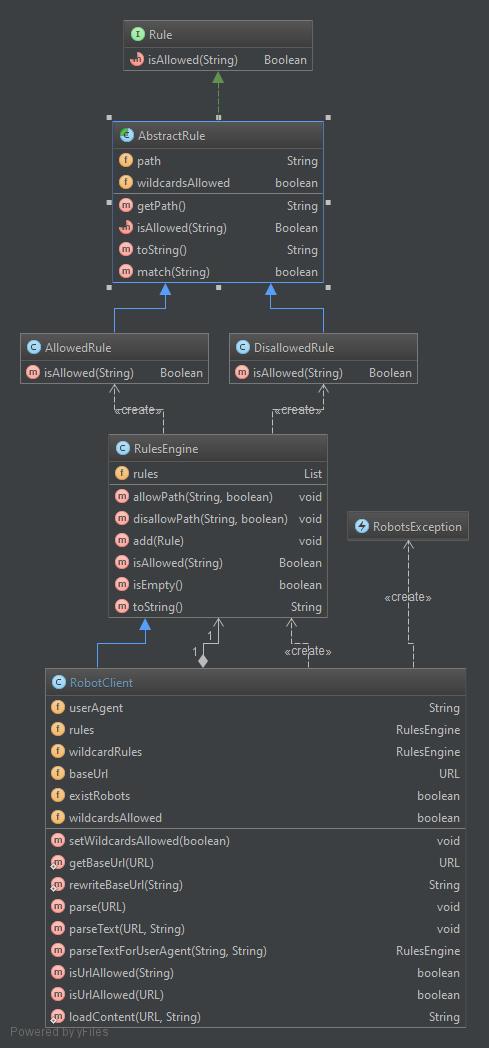 Rule
isAllowed(String) Boolean
AbstractRule
path String
wildcardsAllowed boolean
getPath() String
isAllowed(String) Boolean
toString() String
match(String) boolean
AllowedRule
isAllowed(String) Boolean
DisallowedRule
isAllowed(String) Boolean
«create»
«create»
RulesEngine
rules List
allowPath(String, boolean) void
disallowPath(String, boolean) void
add(Rule) void
isAllowed(String) Boolean
isEmpty() boolean
toString() String
RobotsException
«create»
1
1
«create»
RobotClient
userAgent String
rules RulesEngine
wildcardRules RulesEngine
baseUrl URL
existRobots boolean
wildcardsAllowed boolean
setWildcardsAllowed(boolean) void
getBaseUrl(URL) URL
rewriteBaseUrl(String) String
parse(URL) void
parseText(URL, String) void
parseTextForUserAgent(String, String) RulesEngine
isUrlAllowed(String) boolean
isUrlAllowed(URL) boolean
loadContent(URL, String) String
Powered by yFiles